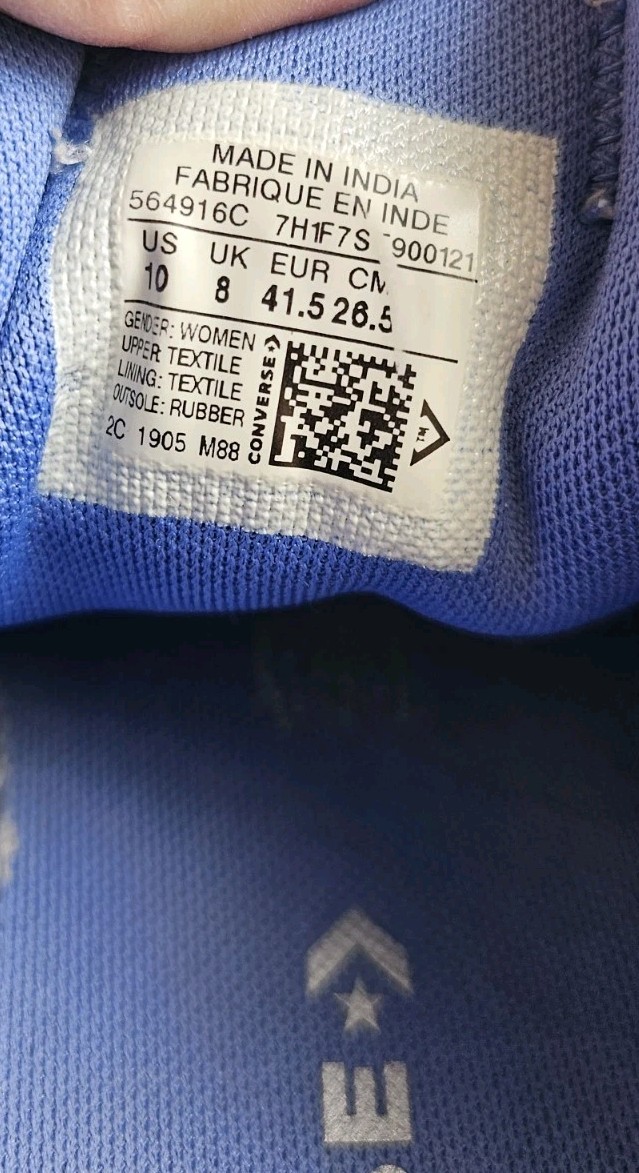 MADE IN INDIA
FABRIQUE EN INDE
564916C 7H1F7S 900121
US UK EUR CM
10 8 41.5 26.5
GENDER: WOMEN
UPPER: TEXTILE
LINING: TEXTILE
OUTSOLE: RUBBER
2C 1905 M88
CONVERSE
TM
E